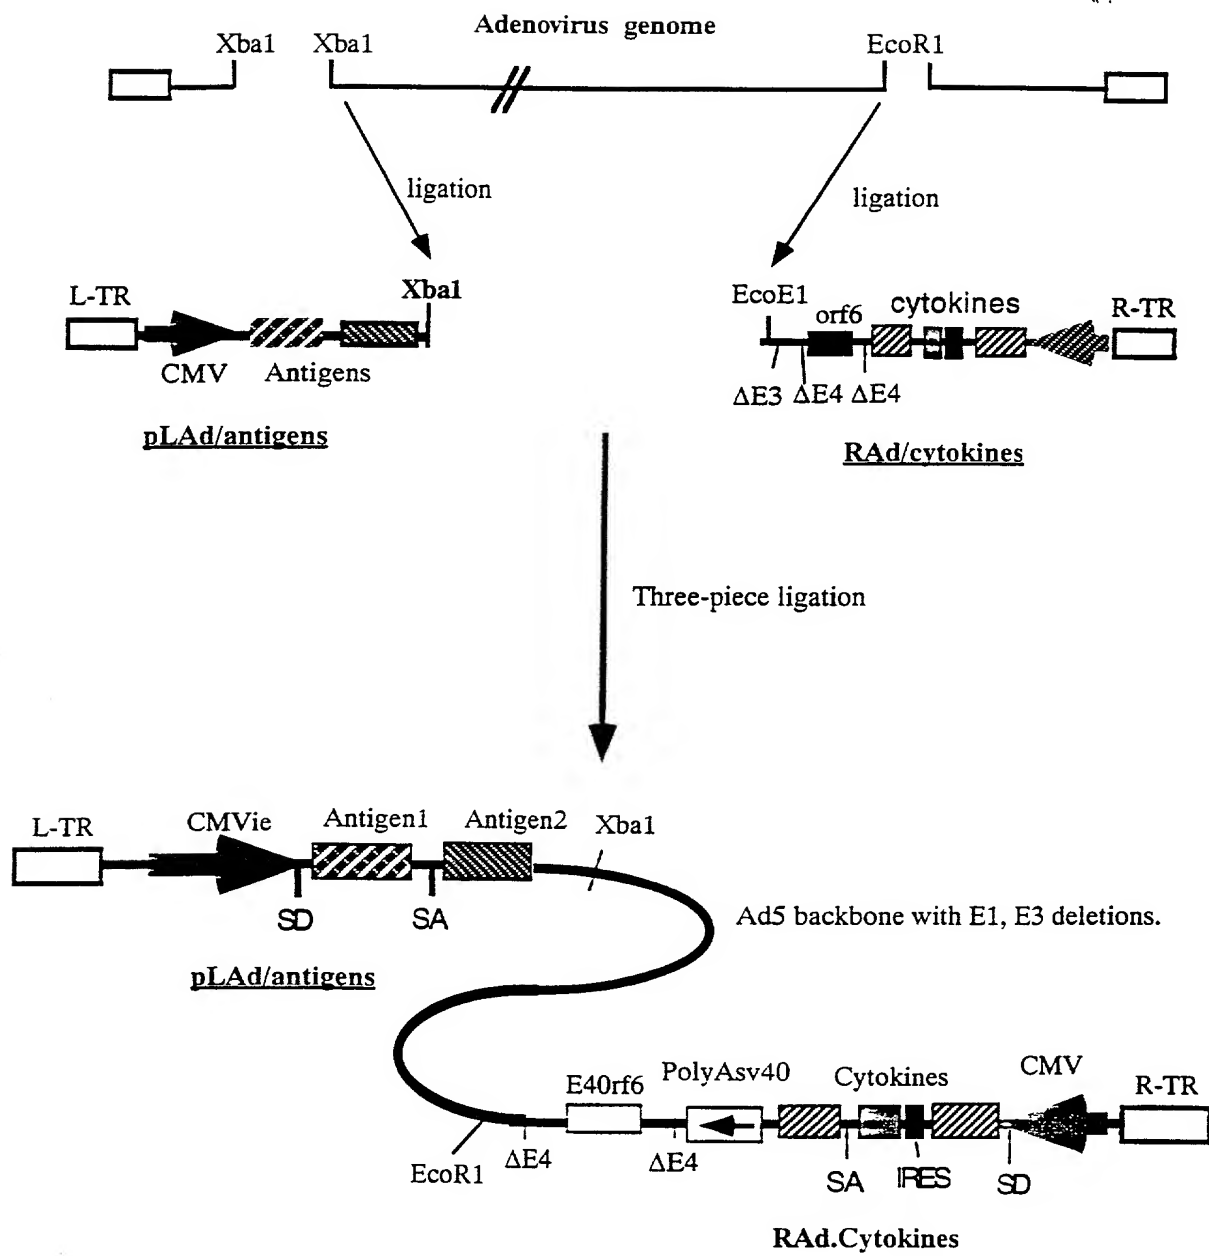 Adenovirus genome
Xba1 Xba1 EcoR1
ligation
ligation
L-TR Xba1
CMV Antigens
pLAd/antigens
EcoE1 orf6 cytokines R-TR
ΔE3 ΔE4 ΔE4
RAd/cytokines
Three-piece ligation
L-TR CMVie Antigen1 Antigen2 Xba1
SD SA
Ad5 backbone with E1, E3 deletions.
pLAd/antigens
E40rf6 PolyAsv40 Cytokines CMV R-TR
EcoR1 ΔE4 ΔE4 SA IRES SD
RAd.Cytokines